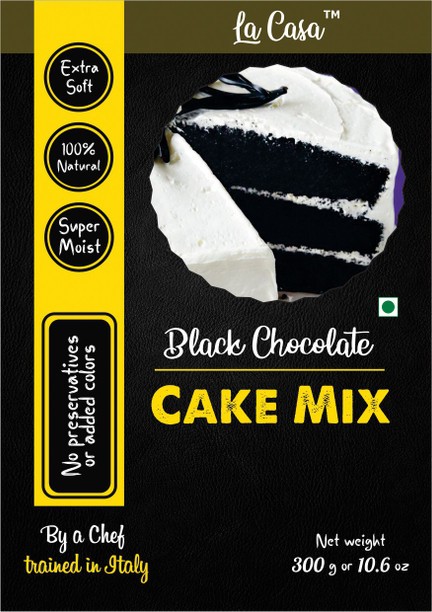 La Casa™
Extra
Soft
100%
Natural
Super
Moist
No preservatives
or added colors
Black Chocolate
CAKE MIX
By a Chef
trained in Italy
Net weight
300 g or 10.6 oz